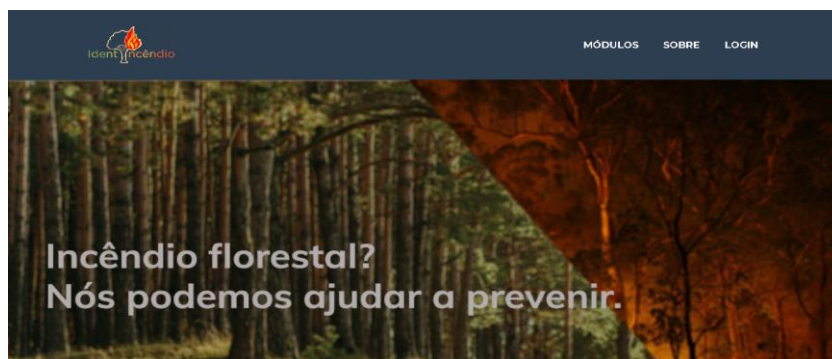 IdentIncêndio
MÓDULOS SOBRE LOGIN
Incêndio florestal?
Nós podemos ajudar a prevenir.